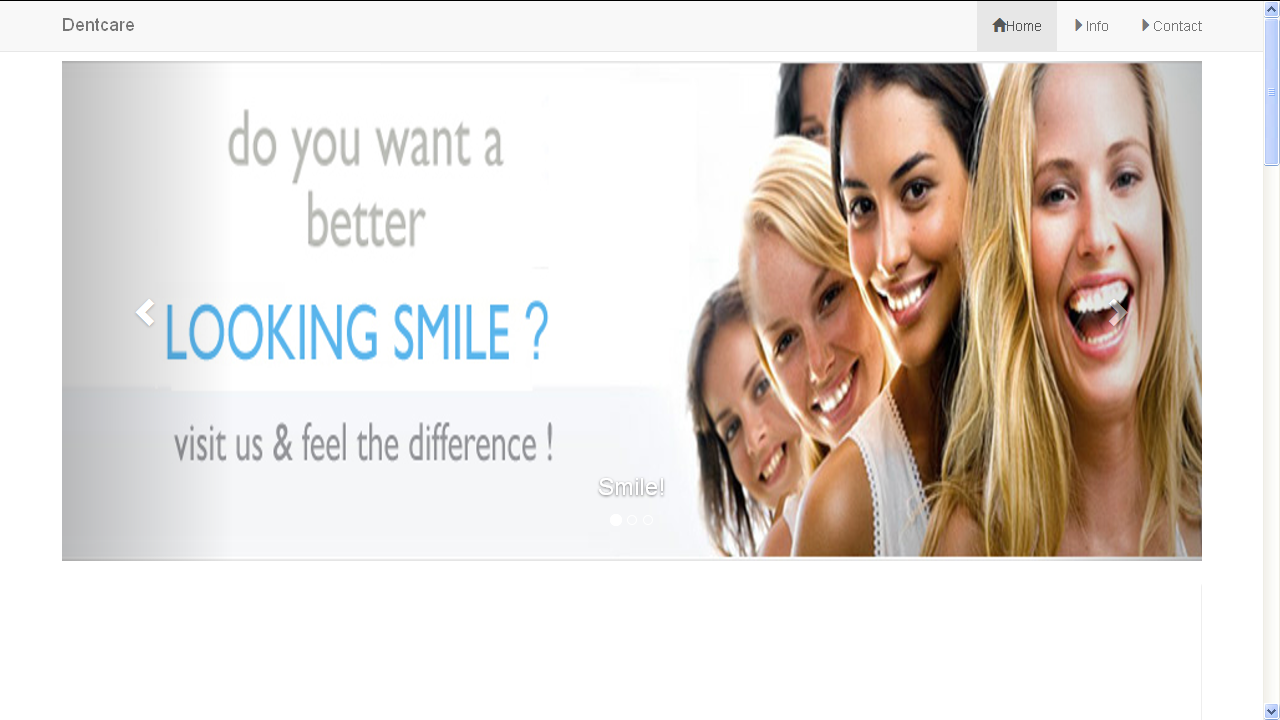 Dentcare
Home
Info
Contact
do you want a
better
LOOKING SMILE ?
visit us & feel the difference !
Smile!